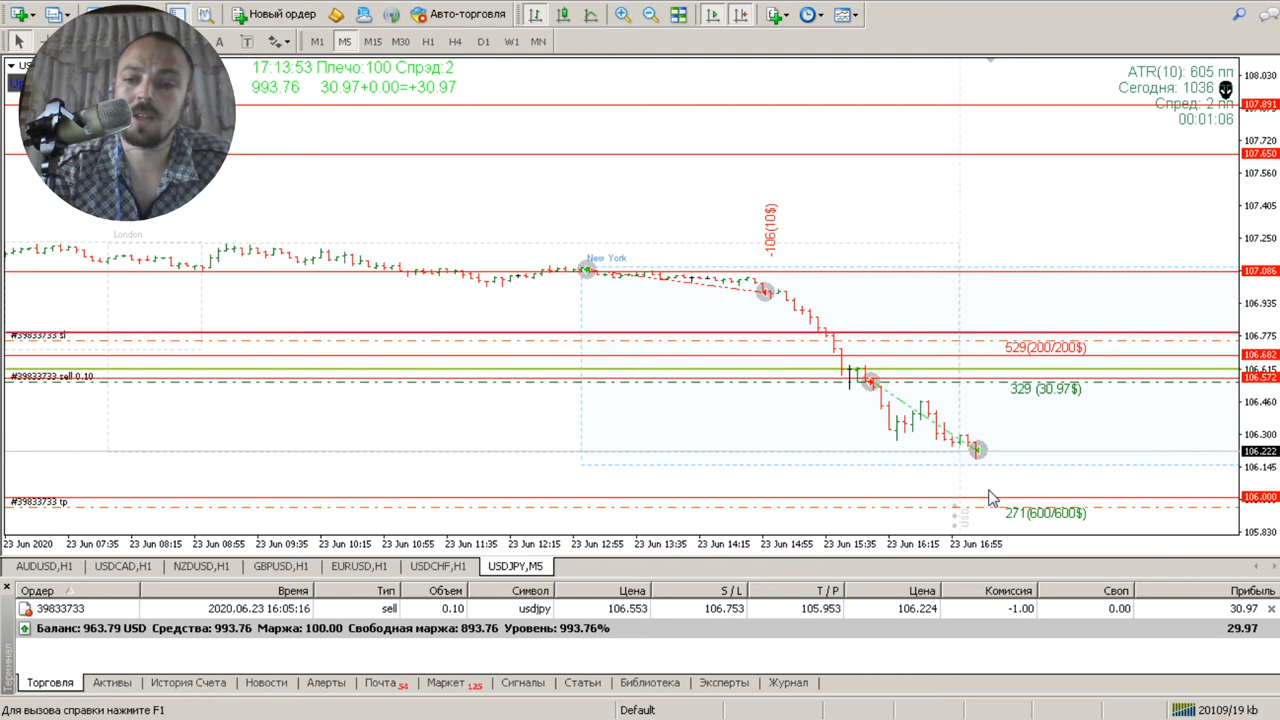 Новый ордер Авто-торговля
A T M1 M5 M15 M30 H1 H4 D1 W1 MN
17:13:53 Плечо:100 Спрэд:2
993.76 30.97+0.00=+30.97
ATR(10): 605 пп
Сегодня: 1036 пп
Спред: 2 пп
00:01:06
108.030
107.891
107.720
107.650
107.560
107.405
107.250
107.086
106.935
106.775
106.682
106.615
106.572
106.460
106.300
106.222
106.145
106.000
105.830
London
New York
-106(10$)
#39833733 sl
529(200/200$)
#39833733 sell 0.10
329 (30.97$)
#39833733 tp
271(600/600$)
USD
23 Jun 2020 23 Jun 07:35 23 Jun 08:15 23 Jun 08:55 23 Jun 09:35 23 Jun 10:15 23 Jun 10:55 23 Jun 11:35 23 Jun 12:15 23 Jun 12:55 23 Jun 13:35 23 Jun 14:15 23 Jun 14:55 23 Jun 15:35 23 Jun 16:15 23 Jun 16:55
AUDUSD,H1 USDCAD,H1 NZDUSD,H1 GBPUSD,H1 EURUSD,H1 USDCHF,H1 USDJPY,M5
Ордер Время Тип Объем Символ Цена S / L T / P Цена Комиссия Своп Прибыль
39833733 2020.06.23 16:05:16 sell 0.10 usdjpy 106.553 106.753 105.953 106.224 -1.00 0.00 30.97
Баланс: 963.79 USD Средства: 993.76 Маржа: 100.00 Свободная маржа: 893.76 Уровень: 993.76% 29.97
Терминал
Торговля Активы История Счета Новости Алерты Почта 54 Маркет 125 Сигналы Статьи Библиотека Эксперты Журнал
Для вызова справки нажмите F1 Default 20109/19 kb